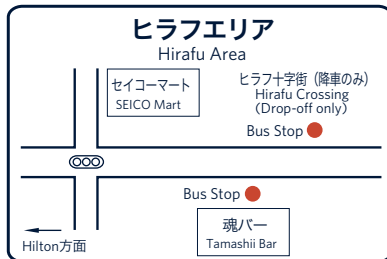 ヒラフエリア
Hirafu Area
セイコーマート
SEICO Mart
ヒラフ十字街（降車のみ）
Hirafu Crossing
(Drop-off only)
Bus Stop
Bus Stop
魂バー
Tamashii Bar
Hilton方面